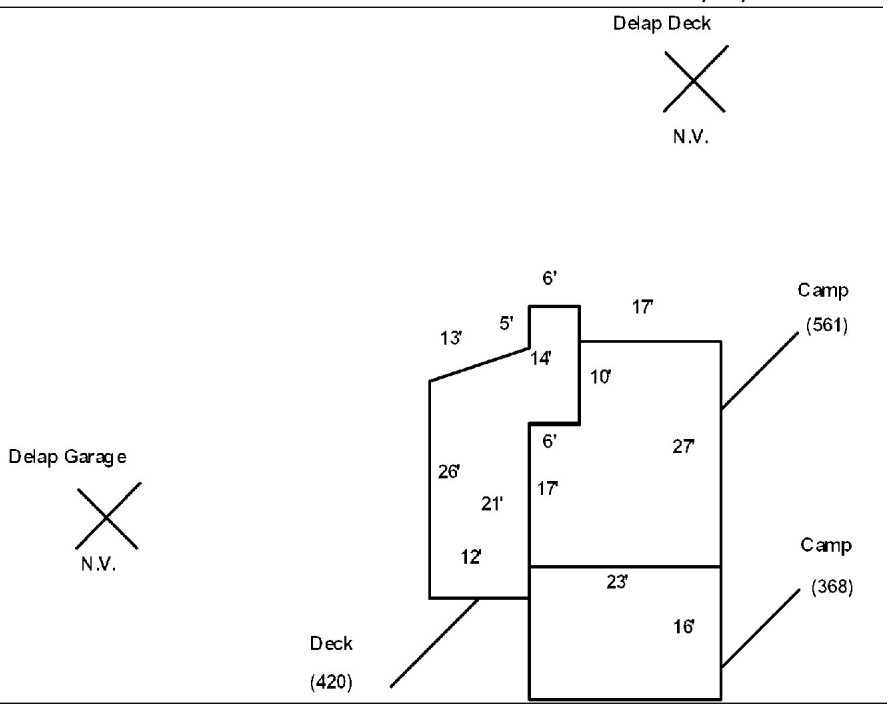 Delap Deck
N.V.
6'
17'
Camp
(561)
5'
13'
14'
10'
6'
27'
Delap Garage
26'
17'
21'
12'
N.V.
Camp
(368)
23'
16'
Deck
(420)